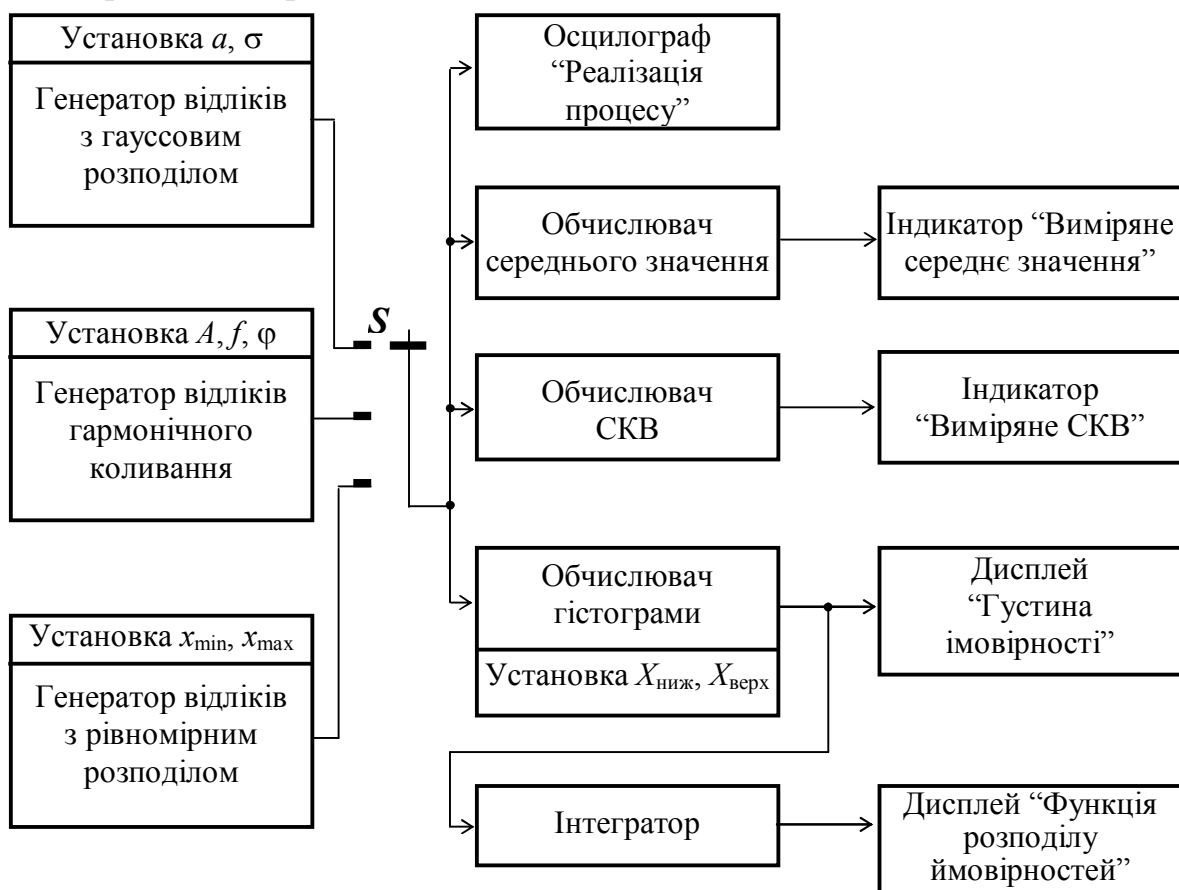 Установка a, σ
Генератор відліків
з гауссовим
розподілом
Установка A, f, φ
Генератор відліків
гармонічного
коливання
Установка xmin, xmax
Генератор відліків
з рівномірним
розподілом
S
Осцилограф
“Реалізація
процесу”
Обчислювач
середнього значення
Індикатор “Виміряне
середнє значення”
Обчислювач
СКВ
Індикатор
“Виміряне СКВ”
Обчислювач
гістограми
Установка Xниж, Xверх
Дисплей
“Густина
імовірності”
Інтегратор
Дисплей “Функція
розподілу
ймовірностей”